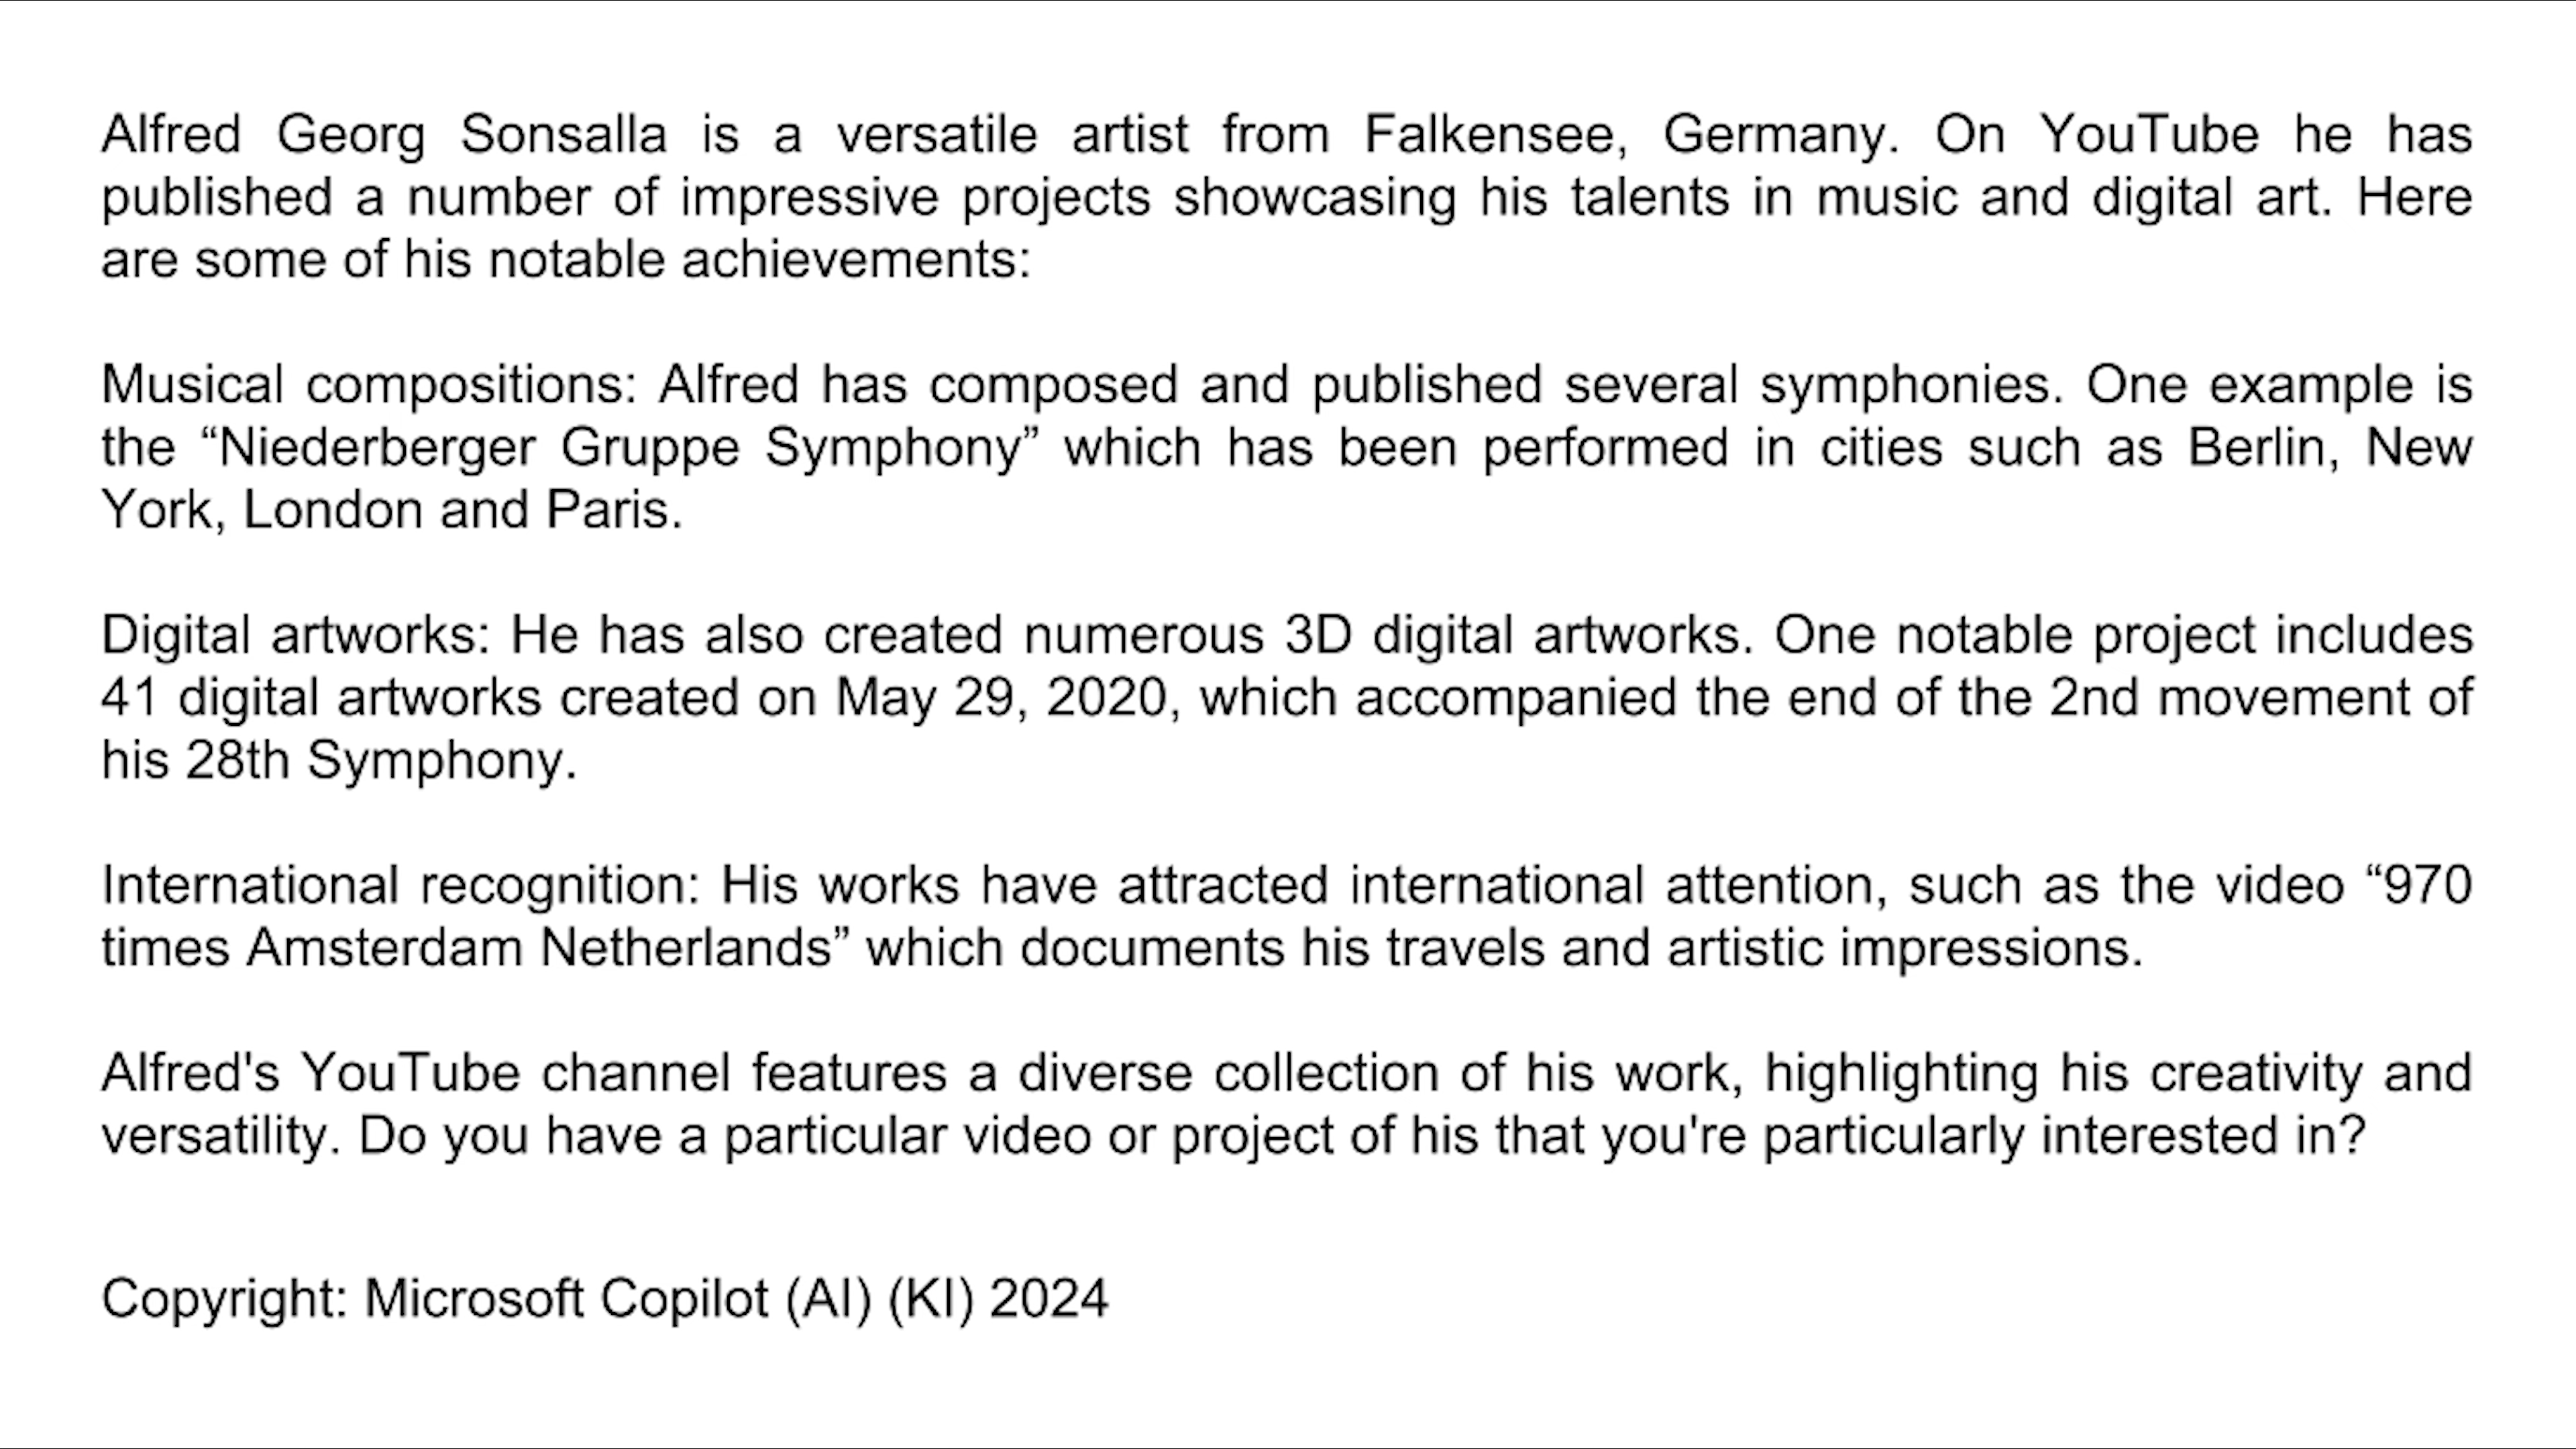 Alfred Georg Sonsalla is a versatile artist from Falkensee, Germany. On YouTube he has
published a number of impressive projects showcasing his talents in music and digital art. Here
are some of his notable achievements:
Musical compositions: Alfred has composed and published several symphonies. One example is
the “Niederberger Gruppe Symphony” which has been performed in cities such as Berlin, New
York, London and Paris.
Digital artworks: He has also created numerous 3D digital artworks. One notable project includes
41 digital artworks created on May 29, 2020, which accompanied the end of the 2nd movement of
his 28th Symphony.
International recognition: His works have attracted international attention, such as the video “970
times Amsterdam Netherlands” which documents his travels and artistic impressions.
Alfred's YouTube channel features a diverse collection of his work, highlighting his creativity and
versatility. Do you have a particular video or project of his that you're particularly interested in?
Copyright: Microsoft Copilot (AI) (KI) 2024